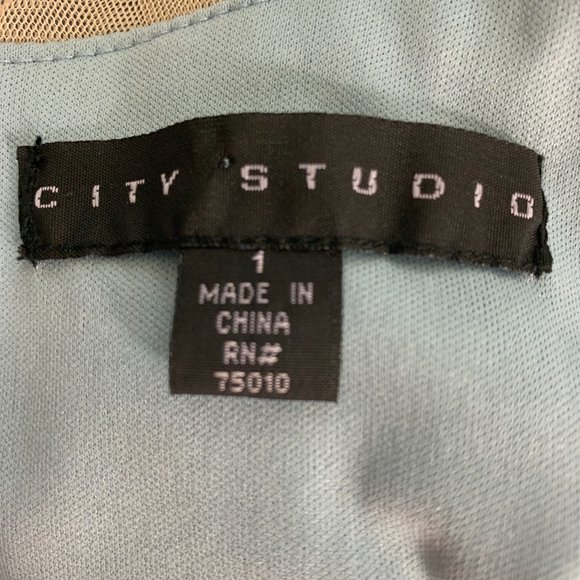 CITY STUDIO
1
MADE IN
CHINA
RN#
75010